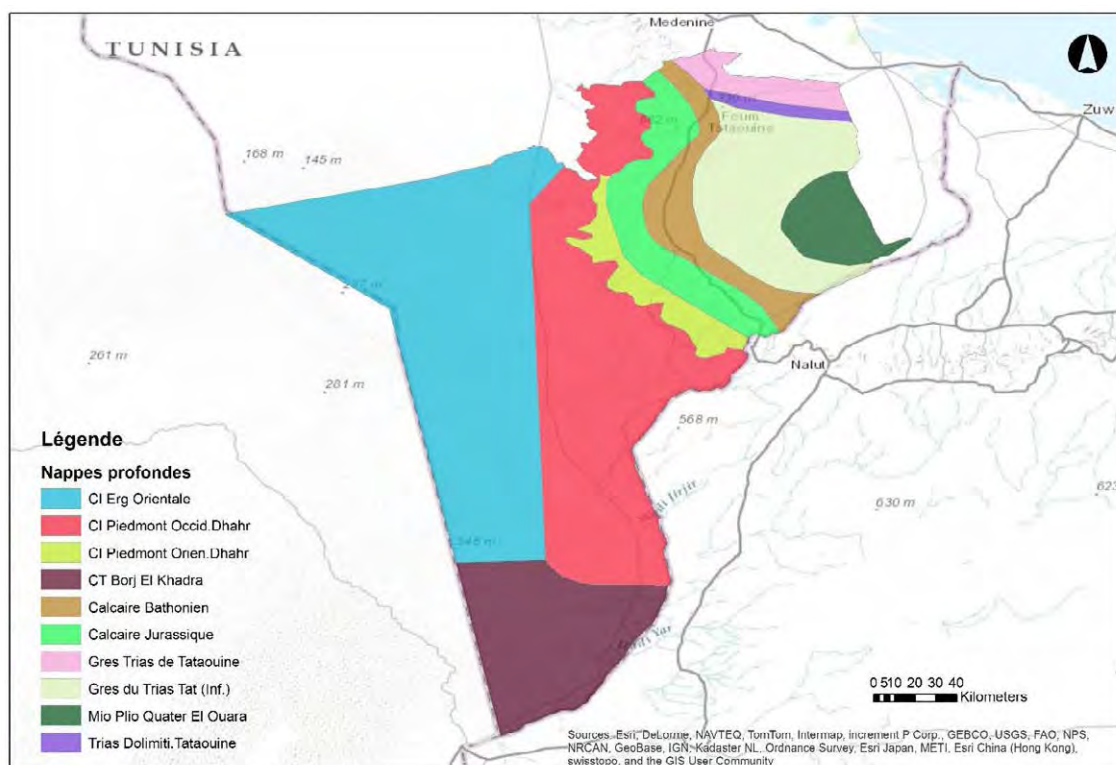 Medenine
TUNISIA
Zuw
Foum
Tataouine
168 m
145 m
261 m
281 m
Nalut
568 m
623
630 m
Légende
Nappes profondes
CI Erg Orientale
CI Piedmont Occid.Dhahr
CI Piedmont Orien.Dhahr
CT Borj El Khadra
Calcaire Bathonien
Calcaire Jurassique
Gres Trias de Tataouine
Gres du Trias Tat (Inf.)
Mio Plio Quater El Ouara
Trias Dolimiti.Tataouine
0 510 20 30 40
Kilometers
Sources: Esri, DeLorme, NAVTEQ, TomTom, Intermap, increment P Corp., GEBCO, USGS, FAO, NPS,
NRCAN, GeoBase, IGN, Kadaster NL, Ordnance Survey, Esri Japan, METI, Esri China (Hong Kong),
swisstopo, and the GIS User Community